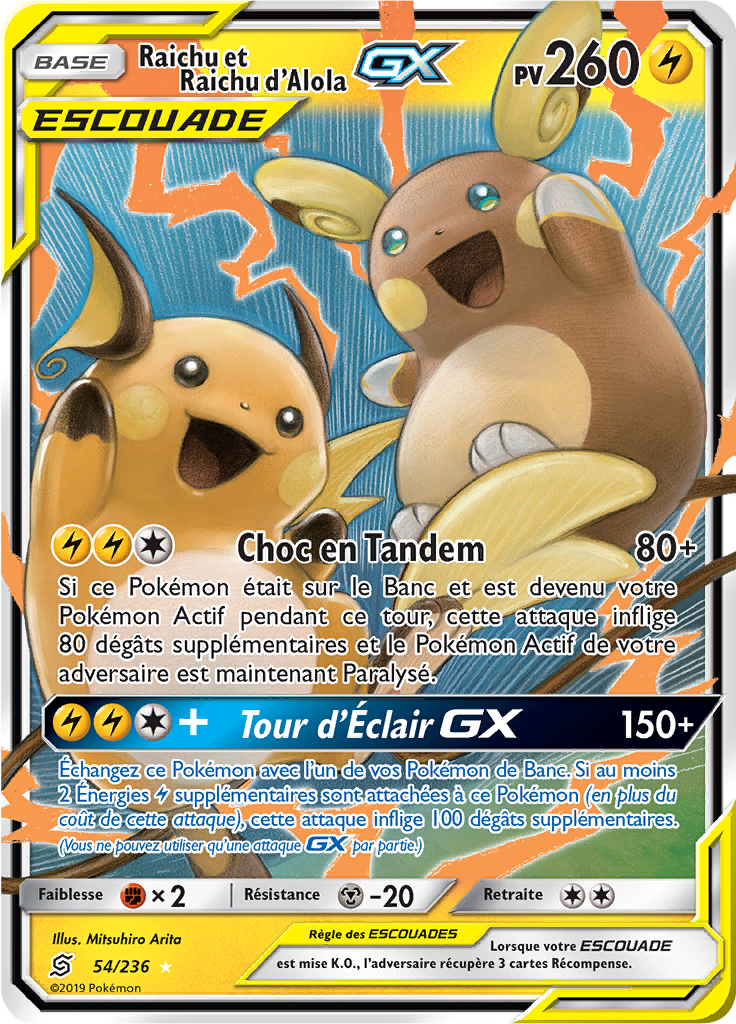 BASE
Raichu et
Raichu d'Alola GX
PV260
ESCOUADE
Choc en Tandem 80+
Si ce Pokémon était sur le Banc et est devenu votre
Pokémon Actif pendant ce tour, cette attaque inflige
80 dégâts supplémentaires et le Pokémon Actif de votre
adversaire est maintenant Paralysé.
+ Tour d'Éclair GX 150+
Échangez ce Pokémon avec l'un de vos Pokémon de Banc. Si au moins
2 Énergies supplémentaires sont attachées à ce Pokémon (en plus du
coût de cette attaque), cette attaque inflige 100 dégâts supplémentaires.
(Vous ne pouvez utiliser qu'une attaque GX par partie.)
Faiblesse ×2 Résistance -20 Retraite
Illus. Mitsuhiro Arita
54/236
©2019 Pokémon
Règle des ESCOUADES
Lorsque votre ESCOUADE
est mise K.O., l'adversaire récupère 3 cartes Récompense.